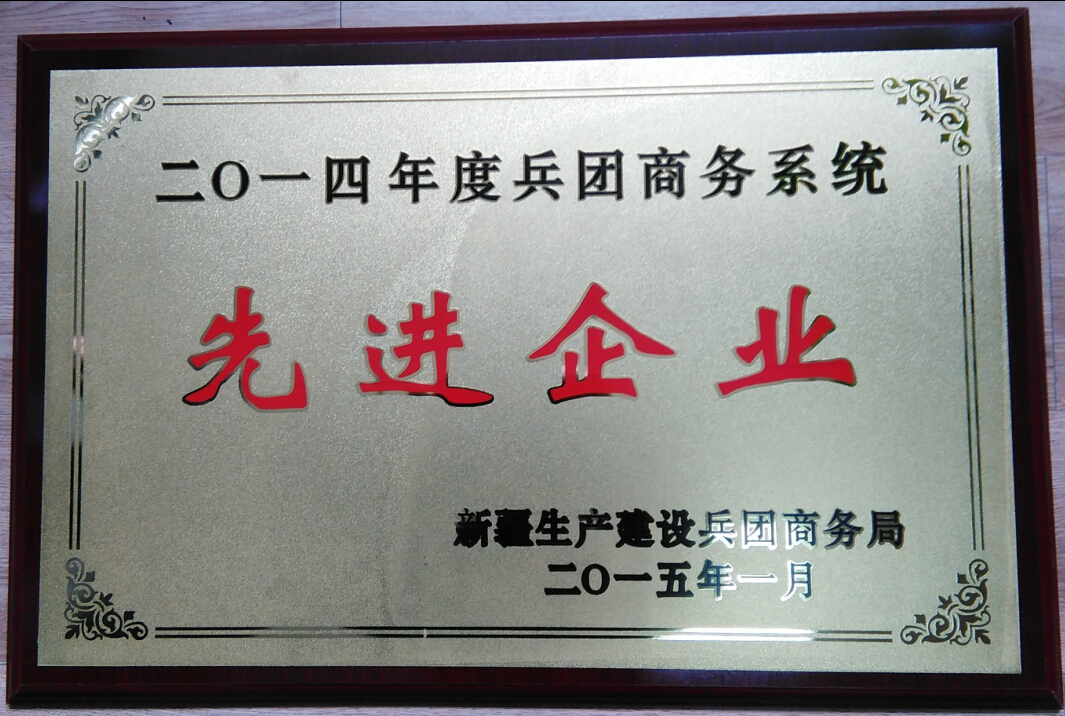 二〇一四年度兵团商务系统
先进企业
新疆生产建设兵团商务局
二〇一五年一月